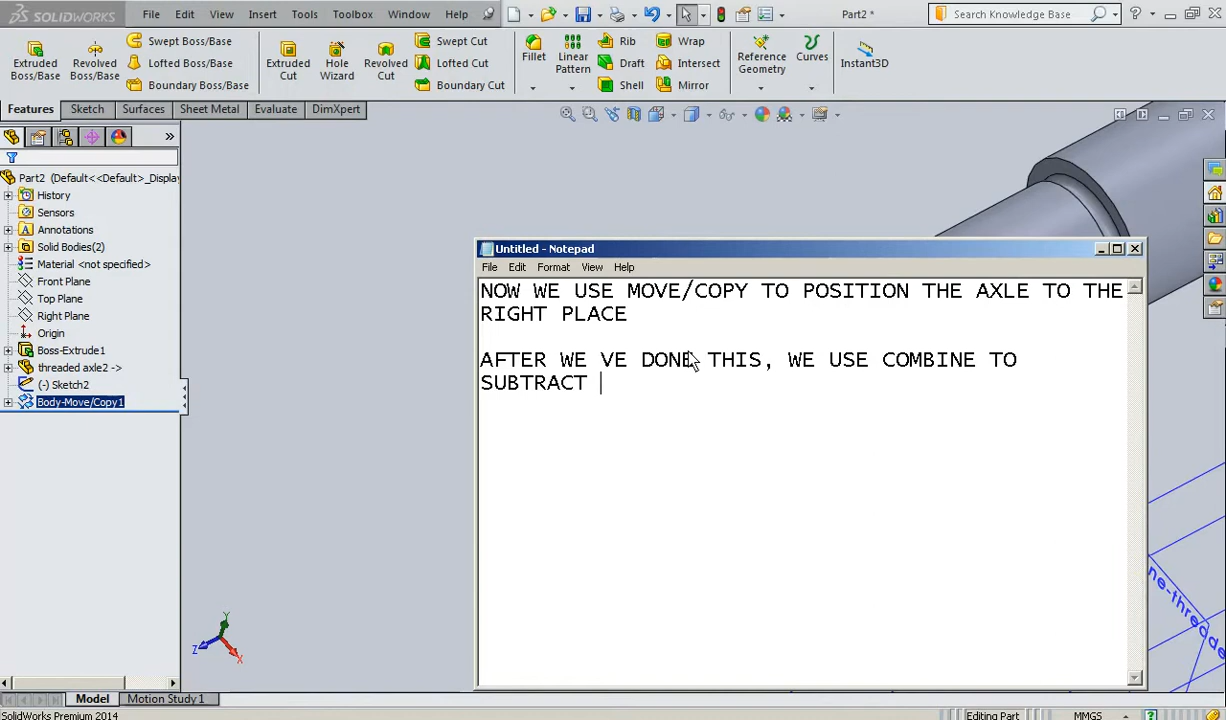 SOLIDWORKS File Edit View Insert Tools Toolbox Window Help Part2 * Search Knowledge Base
Extruded Boss/Base
Revolved Boss/Base
Swept Boss/Base
Lofted Boss/Base
Boundary Boss/Base
Extruded Cut
Hole Wizard
Revolved Cut
Swept Cut
Lofted Cut
Boundary Cut
Fillet
Linear Pattern
Rib
Draft
Shell
Wrap
Intersect
Mirror
Reference Geometry
Curves
Instant3D
Features Sketch Surfaces Sheet Metal Evaluate DimXpert
Part2 (Default<<Default>_Display
History
Sensors
Annotations
Solid Bodies(2)
Material <not specified>
Front Plane
Top Plane
Right Plane
Origin
Boss-Extrude1
threaded axle2 ->
(-) Sketch2
Body-Move/Copy1
Untitled - Notepad
File Edit Format View Help
NOW WE USE MOVE/COPY TO POSITION THE AXLE TO THE
RIGHT PLACE
AFTER WE VE DONE THIS, WE USE COMBINE TO
SUBTRACT
Y
Z
X
ne-threade
Model Motion Study 1
SolidWorks Premium 2014 Editing Part MMGS